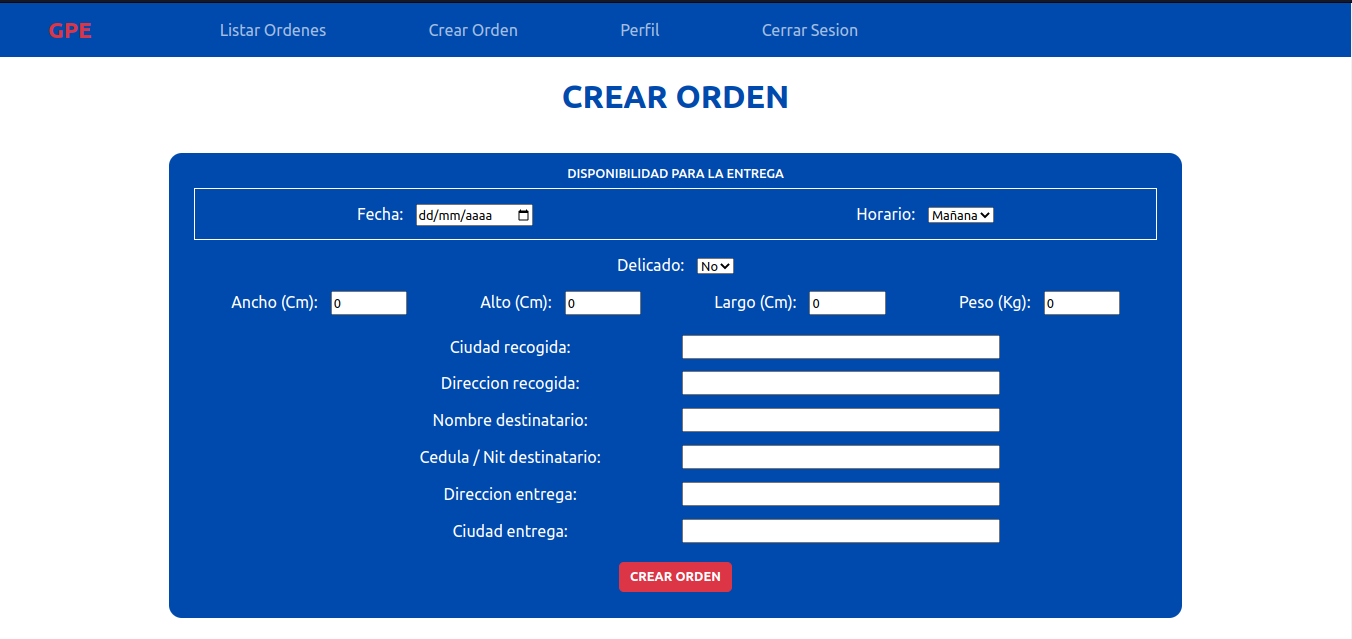 GPE Listar Ordenes Crear Orden Perfil Cerrar Sesion
CREAR ORDEN
DISPONIBILIDAD PARA LA ENTREGA
Fecha: dd/mm/aaaa Horario: Mañana
Delicado: No
Ancho (Cm): 0 Alto (Cm): 0 Largo (Cm): 0 Peso (Kg): 0
Ciudad recogida:
Direccion recogida:
Nombre destinatario:
Cedula / Nit destinatario:
Direccion entrega:
Ciudad entrega:
CREAR ORDEN